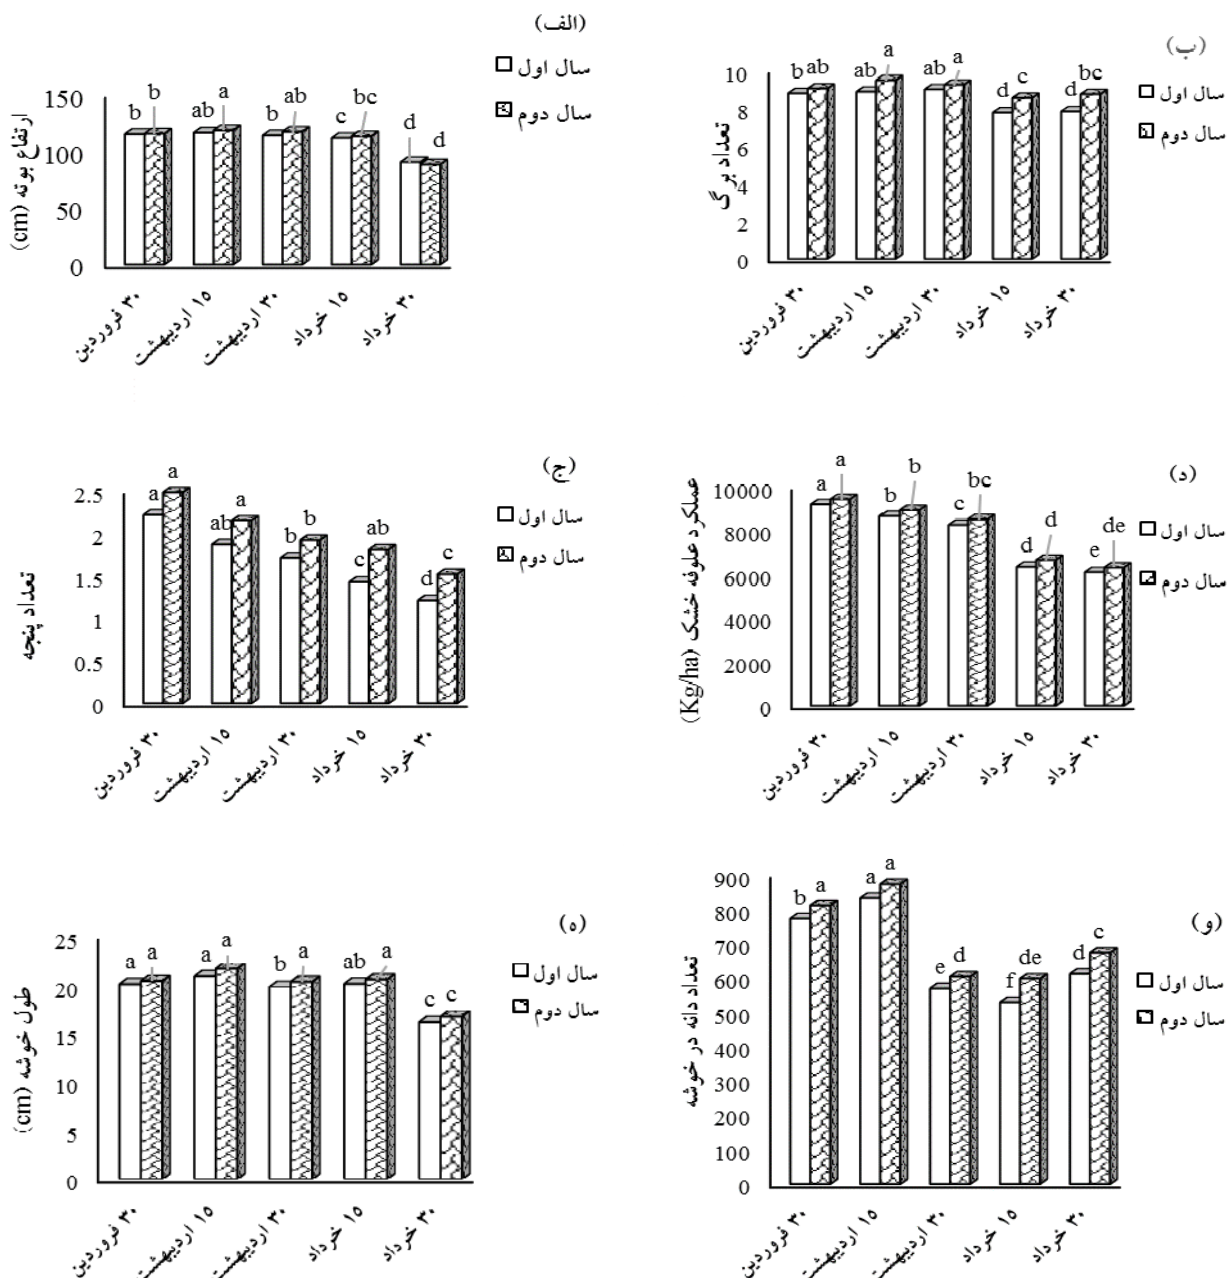 (الف)
سال اول
سال دوم
ارتفاع بوته (cm)
150
100
50
0
b b ab a b ab c bc d d
۳۰ فروردین
۱۵ اردیبهشت
۳۰ اردیبهشت
۱۵ خرداد
۳۰ خرداد
(ب)
سال اول
سال دوم
تعداد برگ
10
8
6
4
2
0
b ab ab a ab a d c d bc
۳۰ فروردین
۱۵ اردیبهشت
۳۰ اردیبهشت
۱۵ خرداد
۳۰ خرداد
(ج)
سال اول
سال دوم
تعداد پنجه
2.5
2
1.5
1
0.5
0
a a ab a b b c ab d c
۳۰ فروردین
۱۵ اردیبهشت
۳۰ اردیبهشت
۱۵ خرداد
۳۰ خرداد
(د)
سال اول
سال دوم
عملکرد علوفه خشک (Kg/ha)
10000
8000
6000
4000
2000
0
a a b b c bc d d e de
۳۰ فروردین
۱۵ اردیبهشت
۳۰ اردیبهشت
۱۵ خرداد
۳۰ خرداد
(ه)
سال اول
سال دوم
طول خوشه (cm)
25
20
15
10
5
0
a a a a b a ab a c c
۳۰ فروردین
۱۵ اردیبهشت
۳۰ اردیبهشت
۱۵ خرداد
۳۰ خرداد
(و)
سال اول
سال دوم
تعداد دانه در خوشه
900
800
700
600
500
400
300
200
100
0
b a a a e d f de d c
۳۰ فروردین
۱۵ اردیبهشت
۳۰ اردیبهشت
۱۵ خرداد
۳۰ خرداد